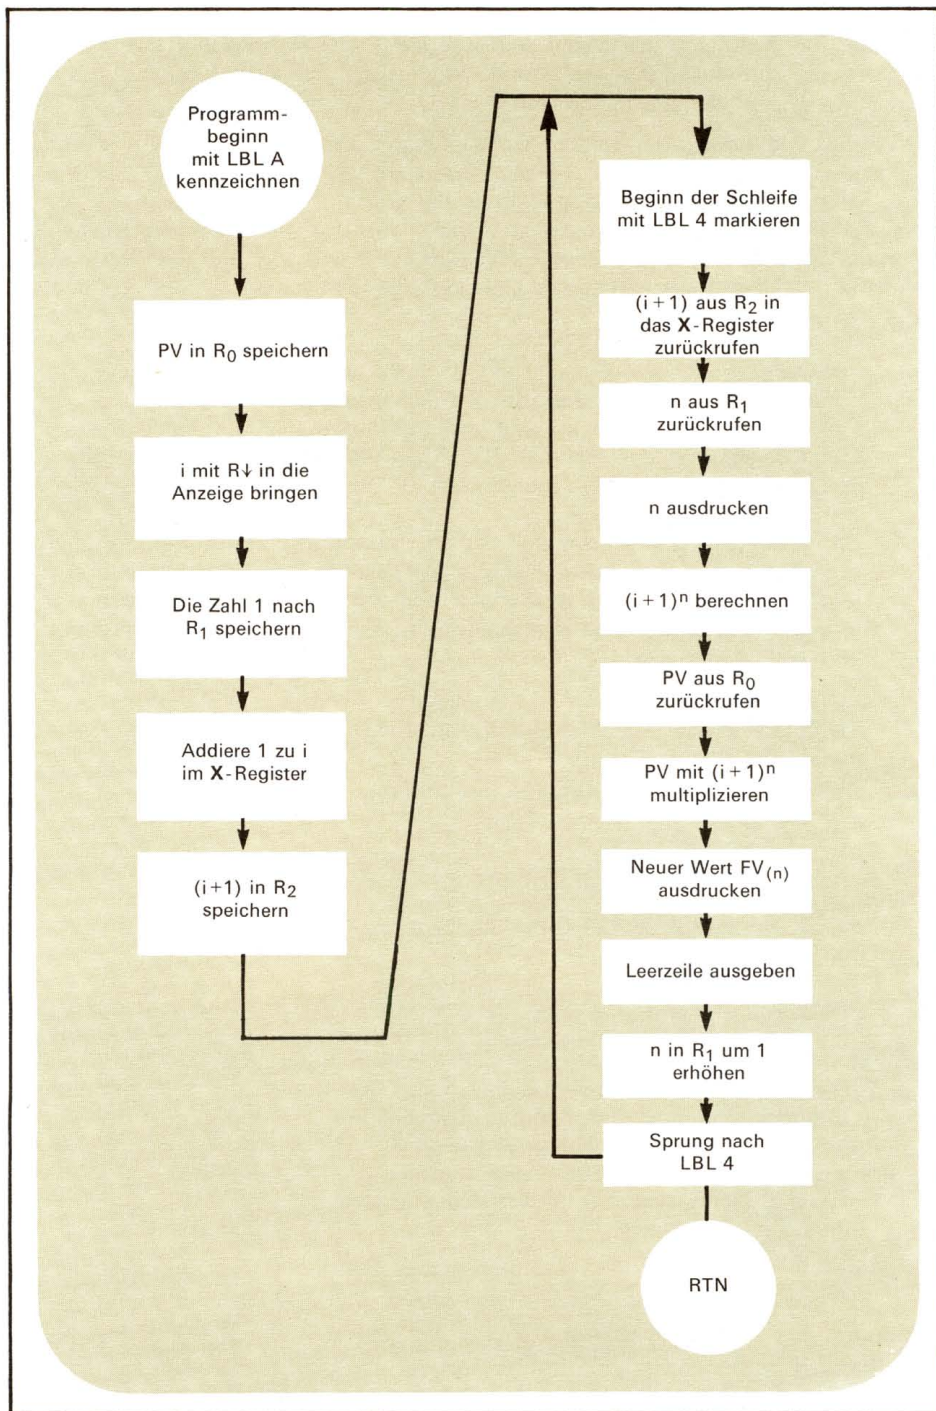 Programm-
beginn
mit LBL A
kennzeichnen
PV in R₀ speichern
i mit R↓ in die
Anzeige bringen
Die Zahl 1 nach
R₁ speichern
Addiere 1 zu i
im X-Register
(i+1) in R₂
speichern
Beginn der Schleife
mit LBL 4 markieren
(i+1) aus R₂ in
das X-Register
zurückrufen
n aus R₁
zurückrufen
n ausdrucken
(i+1)ⁿ berechnen
PV aus R₀
zurückrufen
PV mit (i+1)ⁿ
multiplizieren
Neuer Wert FV₍ₙ₎
ausdrucken
Leerzeile ausgeben
n in R₁ um 1
erhöhen
Sprung nach
LBL 4
RTN